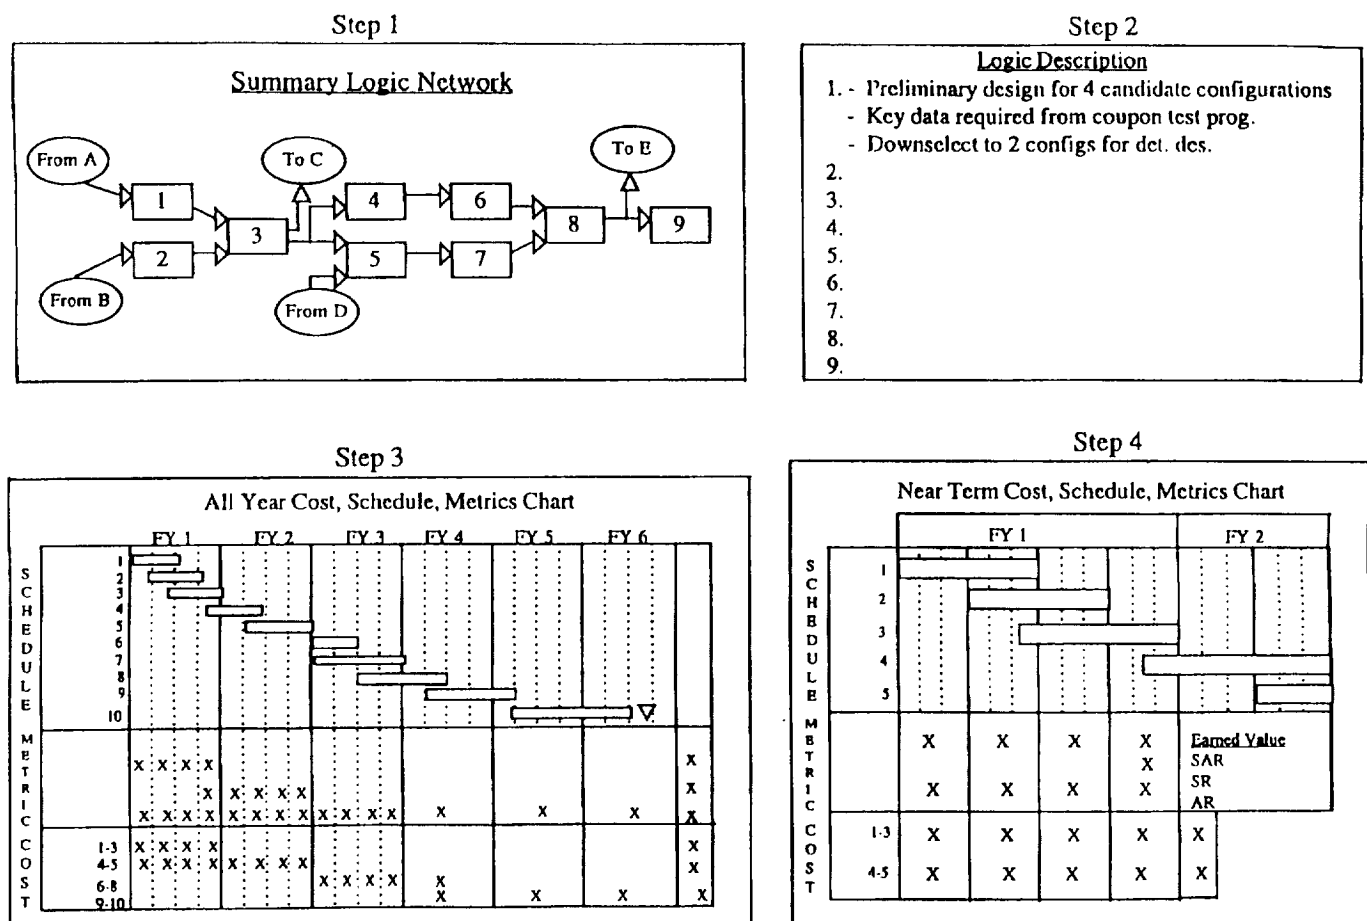 Step 1
Summary Logic Network
From A
To C
To E
1
4
6
3
8
9
2
5
7
From B
From D
Step 2
Logic Description
1. - Preliminary design for 4 candidate configurations
- Key data required from coupon test prog.
- Downselect to 2 configs for det. des.
2.
3.
4.
5.
6.
7.
8.
9.
Step 3
All Year Cost, Schedule, Metrics Chart
FY 1 FY 2 FY 3 FY 4 FY 5 FY 6
SCHEDULE
1
2
3
4
5
6
7
8
9
10
METRIC
X X X X X
X X X X X X
X X X X X X X X X X X X X X X X
COST
1-3 X X X X X
4-5 X X X X X X X X X
6-8 X X X X X
9-10 X X X X
Step 4
Near Term Cost, Schedule, Metrics Chart
FY 1 FY 2
SCHEDULE
1
2
3
4
5
METRIC
X X X X Earned Value
X SAR
X X X X SR
AR
COST
1-3 X X X X X
4-5 X X X X X